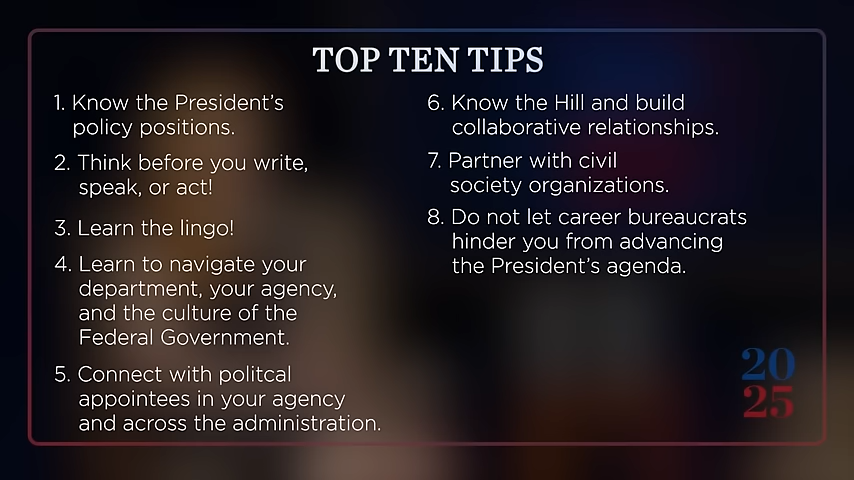 TOP TEN TIPS
1. Know the President's
policy positions.
2. Think before you write,
speak, or act!
3. Learn the lingo!
4. Learn to navigate your
department, your agency,
and the culture of the
Federal Government.
5. Connect with politcal
appointees in your agency
and across the administration.
6. Know the Hill and build
collaborative relationships.
7. Partner with civil
society organizations.
8. Do not let career bureaucrats
hinder you from advancing
the President's agenda.
20
25